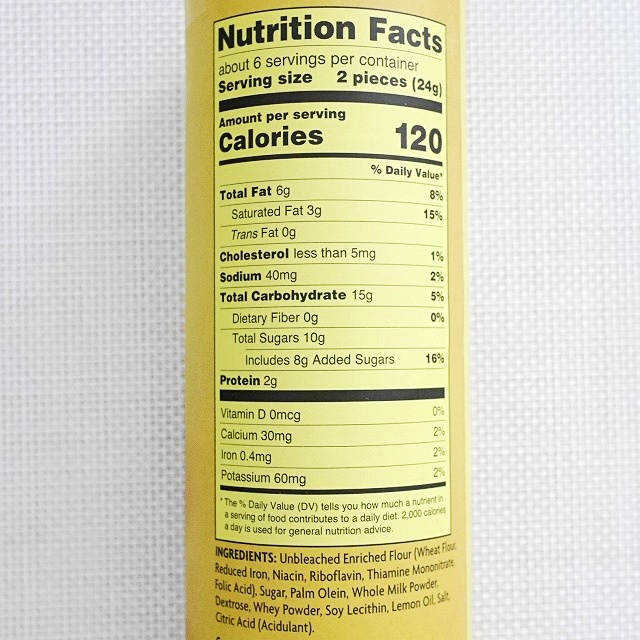 Nutrition Facts
about 6 servings per container
Serving size 2 pieces (24g)
Amount per serving
Calories 120
% Daily Value*
Total Fat 6g 8%
Saturated Fat 3g 15%
Trans Fat 0g
Cholesterol less than 5mg 1%
Sodium 40mg 2%
Total Carbohydrate 15g 5%
Dietary Fiber 0g 0%
Total Sugars 10g
Includes 8g Added Sugars 16%
Protein 2g
Vitamin D 0mcg 0%
Calcium 30mg 2%
Iron 0.4mg 2%
Potassium 60mg 2%
* The % Daily Value (DV) tells you how much a nutrient in
a serving of food contributes to a daily diet. 2,000 calories
a day is used for general nutrition advice.
INGREDIENTS: Unbleached Enriched Flour (Wheat Flour,
Reduced Iron, Niacin, Riboflavin, Thiamine Mononitrate,
Folic Acid), Sugar, Palm Olein, Whole Milk Powder,
Dextrose, Whey Powder, Soy Lecithin, Lemon Oil, Salt,
Citric Acid (Acidulant).